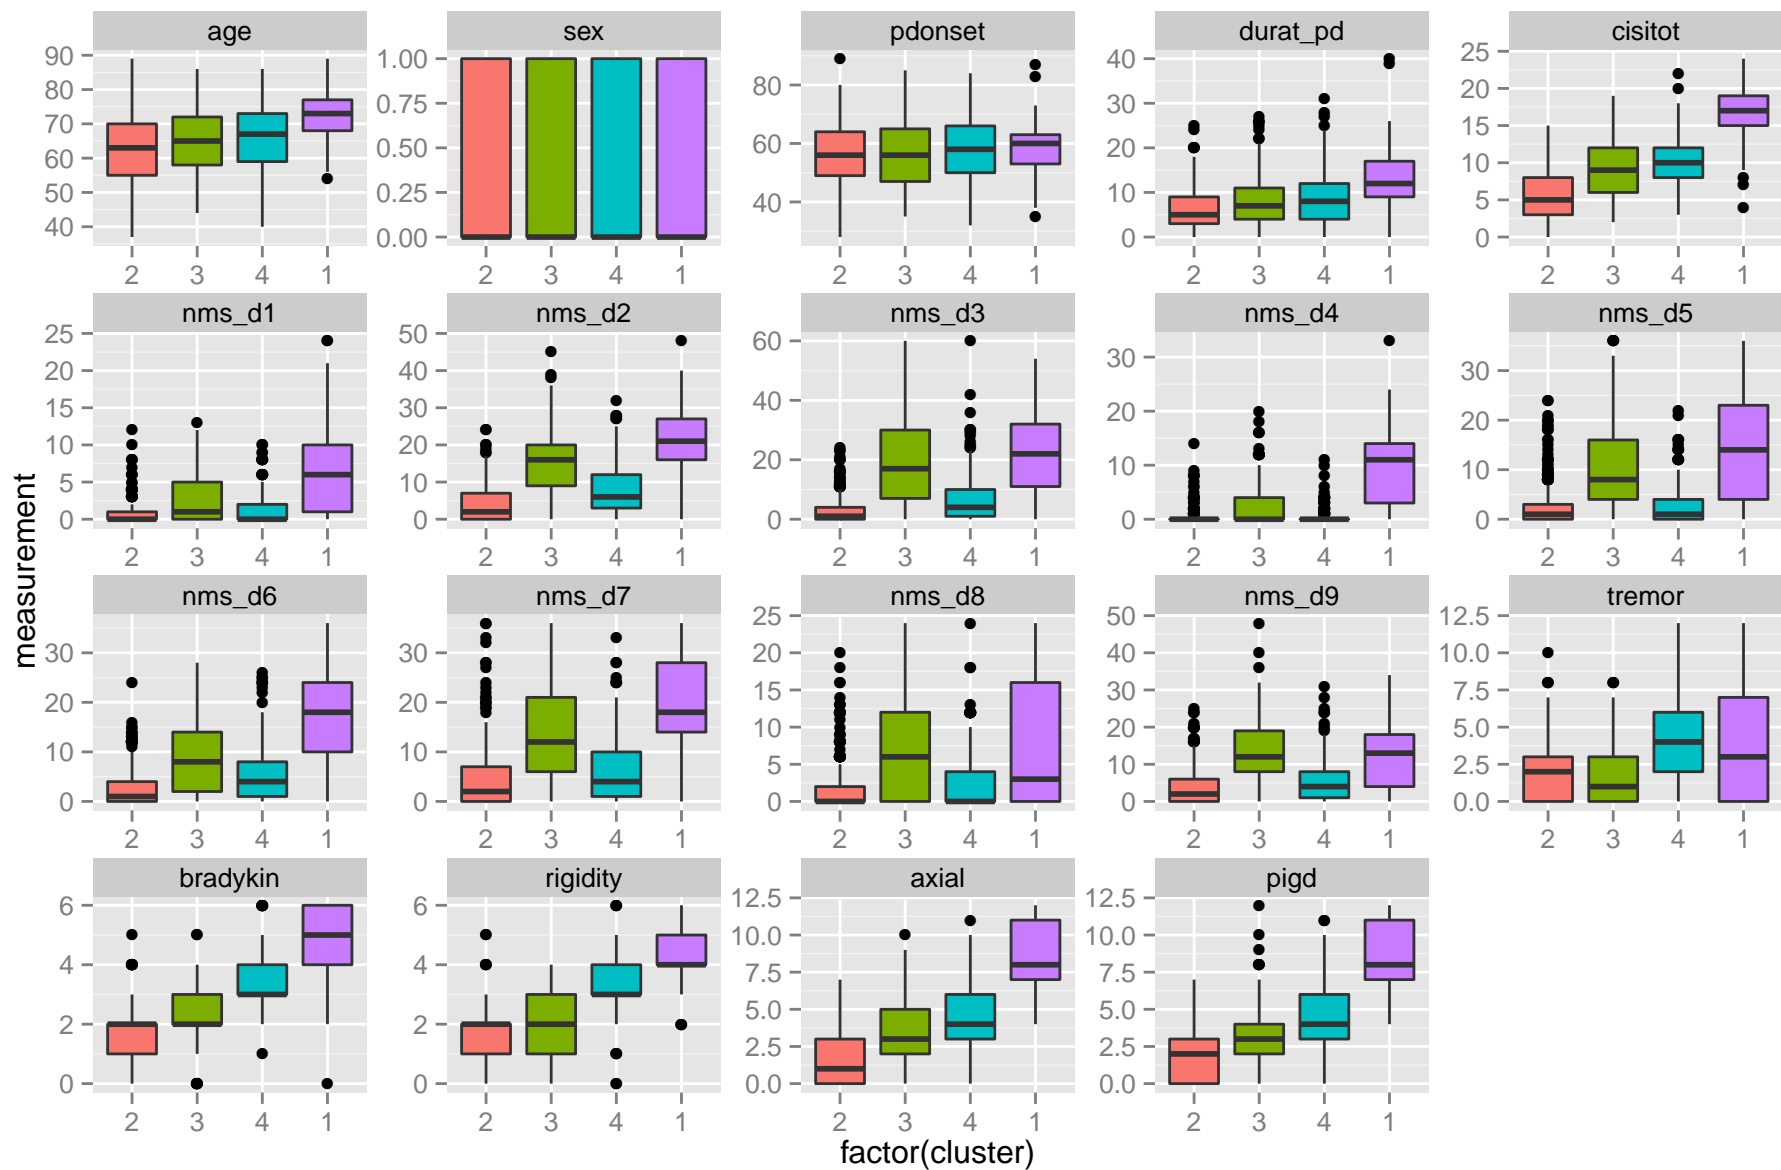 age sex pdonset durat_pd cisitot
90 80 70 60 50 40
1.00 0.75 0.50 0.25 0.00
80 60 40
40 30 20 10 0
25 20 15 10 5 0
2 3 4 1 2 3 4 1 2 3 4 1 2 3 4 1 2 3 4 1
nms_d1 nms_d2 nms_d3 nms_d4 nms_d5
25 20 15 10 5 0
50 40 30 20 10 0
60 40 20 0
30 20 10 0
30 20 10 0
2 3 4 1 2 3 4 1 2 3 4 1 2 3 4 1 2 3 4 1
measurement
nms_d6 nms_d7 nms_d8 nms_d9 tremor
30 20 10 0
30 20 10 0
25 20 15 10 5 0
50 40 30 20 10 0
12.5 10.0 7.5 5.0 2.5 0.0
2 3 4 1 2 3 4 1 2 3 4 1 2 3 4 1 2 3 4 1
bradykin rigidity axial pigd
6 4 2 0
6 4 2 0
12.5 10.0 7.5 5.0 2.5 0.0
12.5 10.0 7.5 5.0 2.5 0.0
2 3 4 1 2 3 4 1 2 3 4 1 2 3 4 1
factor(cluster)